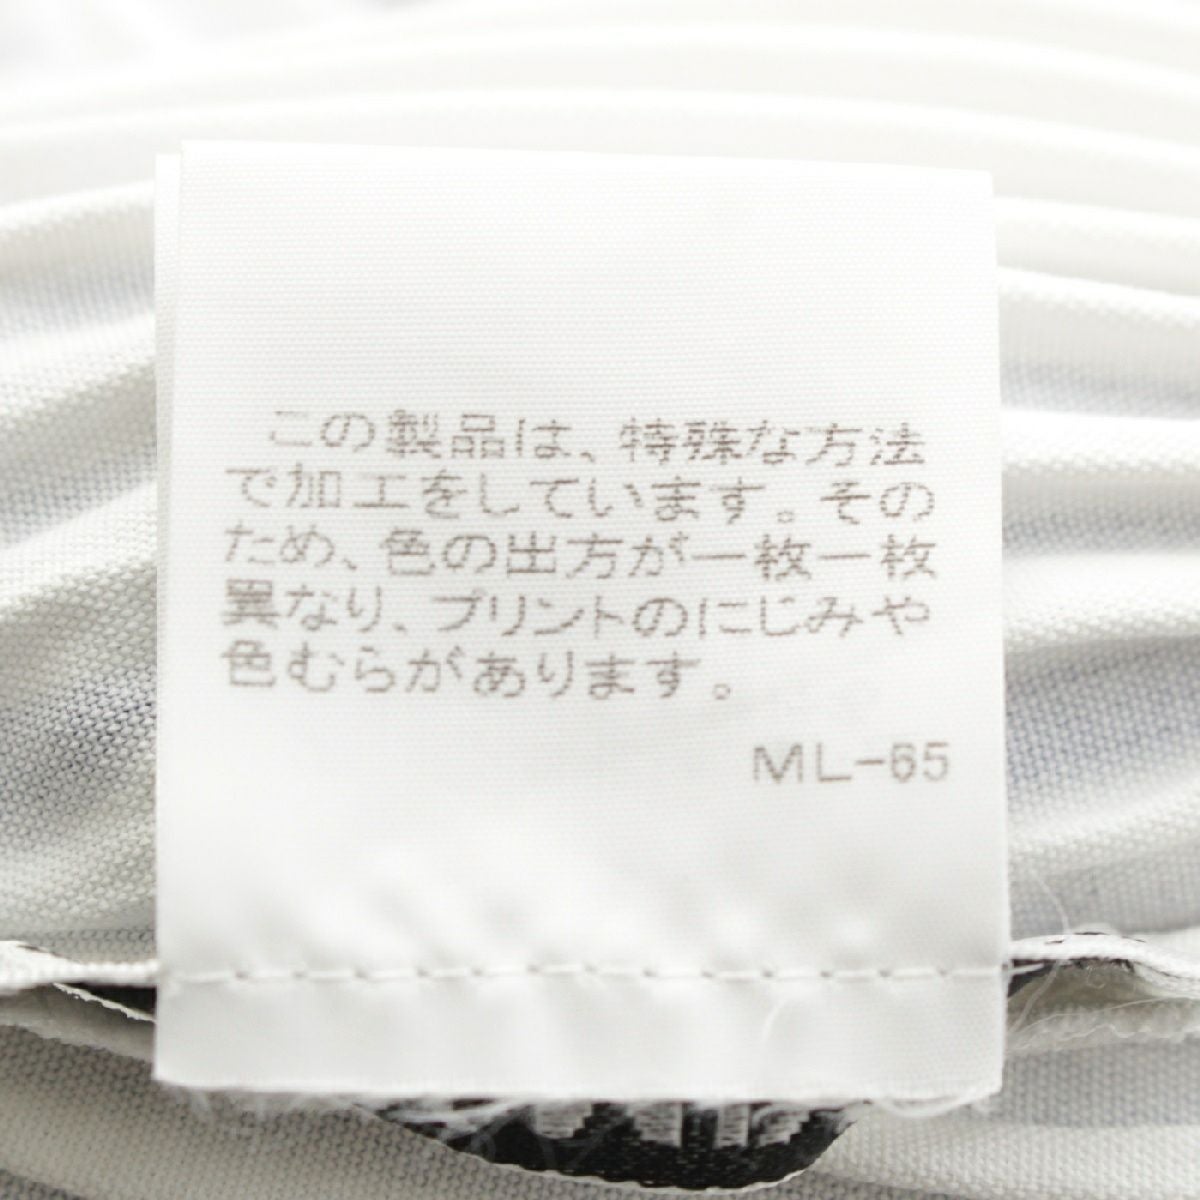 この製品は、特殊な方法
で加工をしています。その
ため、色の出方が一枚一枚
異なり、プリントのにじみや
色むらがあります。
ML-65